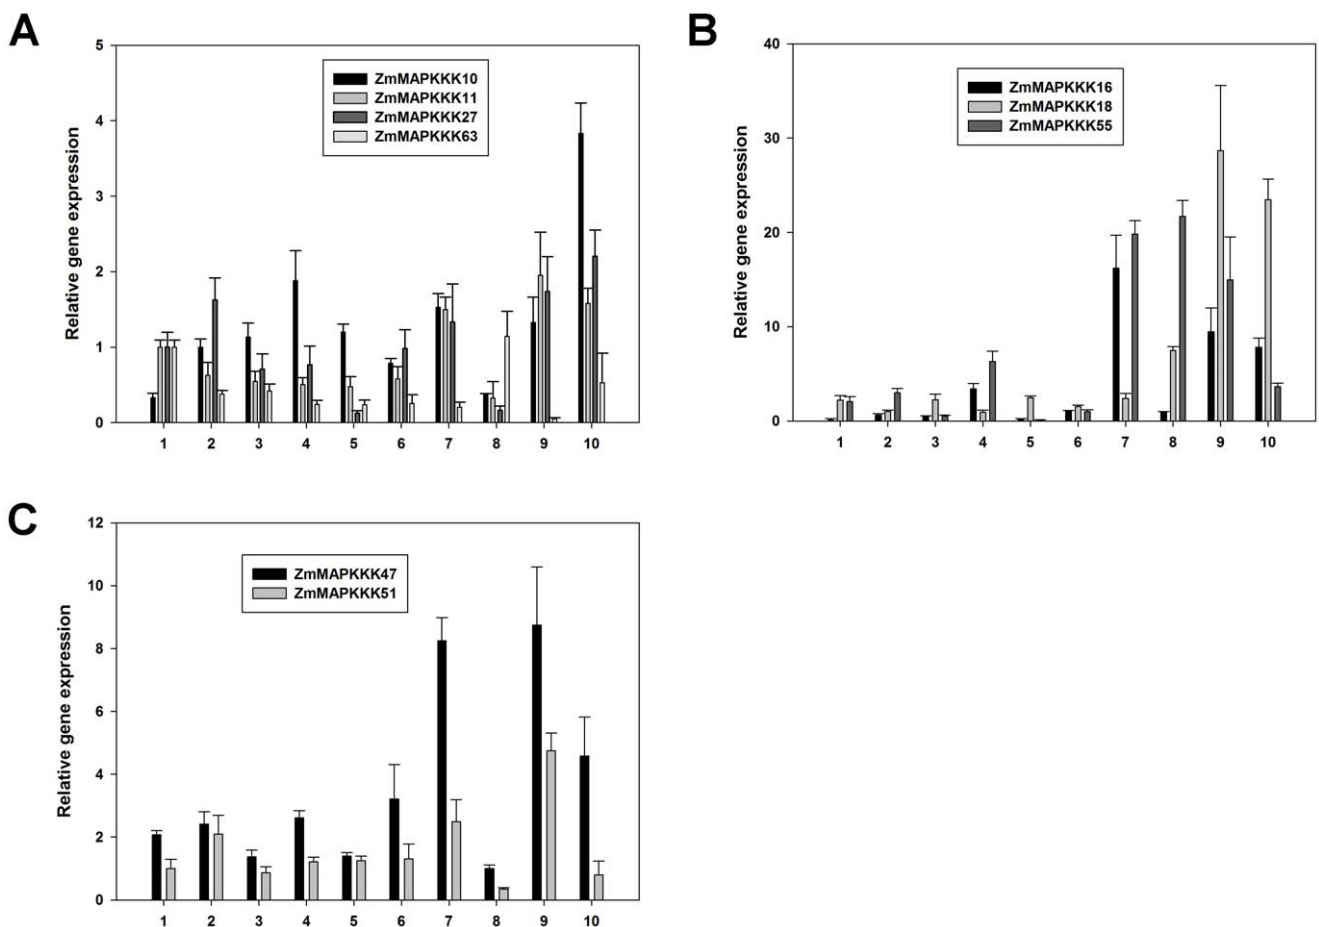 A
5
4
3
2
1
0
Relative gene expression
ZmMAPKKK10
ZmMAPKKK11
ZmMAPKKK27
ZmMAPKKK63
1 2 3 4 5 6 7 8 9 10
B
40
30
20
10
0
Relative gene expression
ZmMAPKKK16
ZmMAPKKK18
ZmMAPKKK55
1 2 3 4 5 6 7 8 9 10
C
12
10
8
6
4
2
0
Relative gene expression
ZmMAPKKK47
ZmMAPKKK51
1 2 3 4 5 6 7 8 9 10